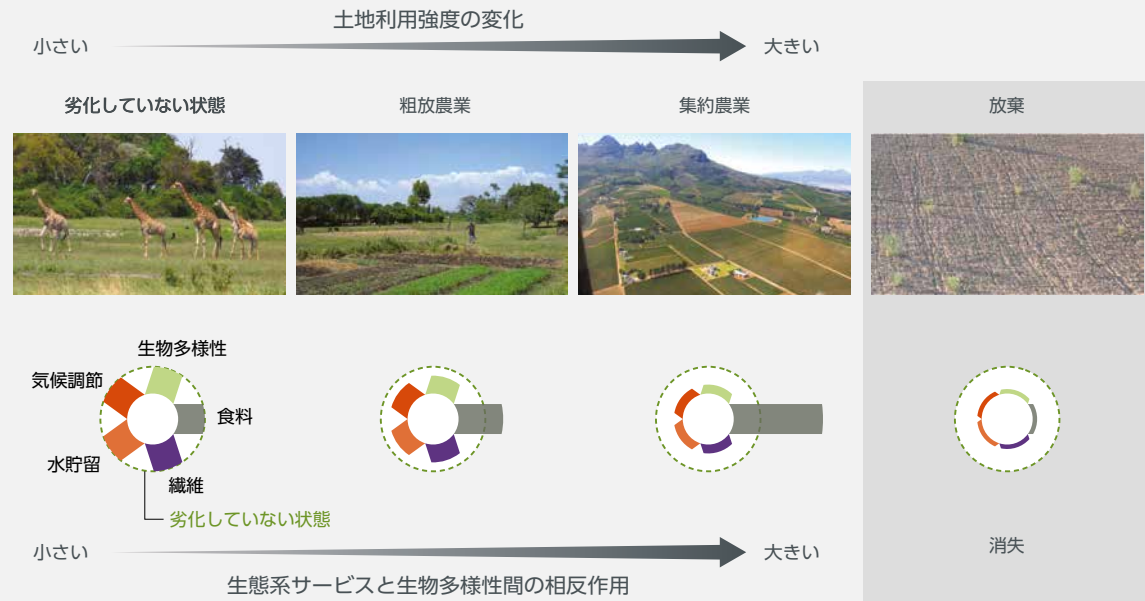 土地利用強度の変化
小さい
大きい
劣化していない状態
粗放農業
集約農業
放棄
生物多様性
気候調節
食料
水貯留
繊維
劣化していない状態
小さい
大きい
消失
生態系サービスと生物多様性間の相反作用